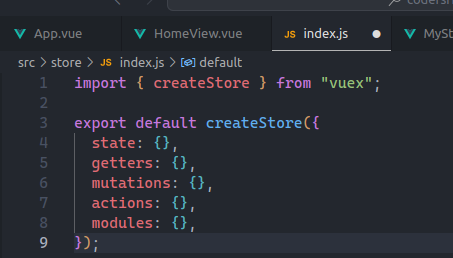 codersh
App.vue
HomeView.vue
JS index.js
MySt
src > store > JS index.js > default
1 import { createStore } from "vuex";
2
3 export default createStore({
4 state: {},
5 getters: {},
6 mutations: {},
7 actions: {},
8 modules: {},
9 });